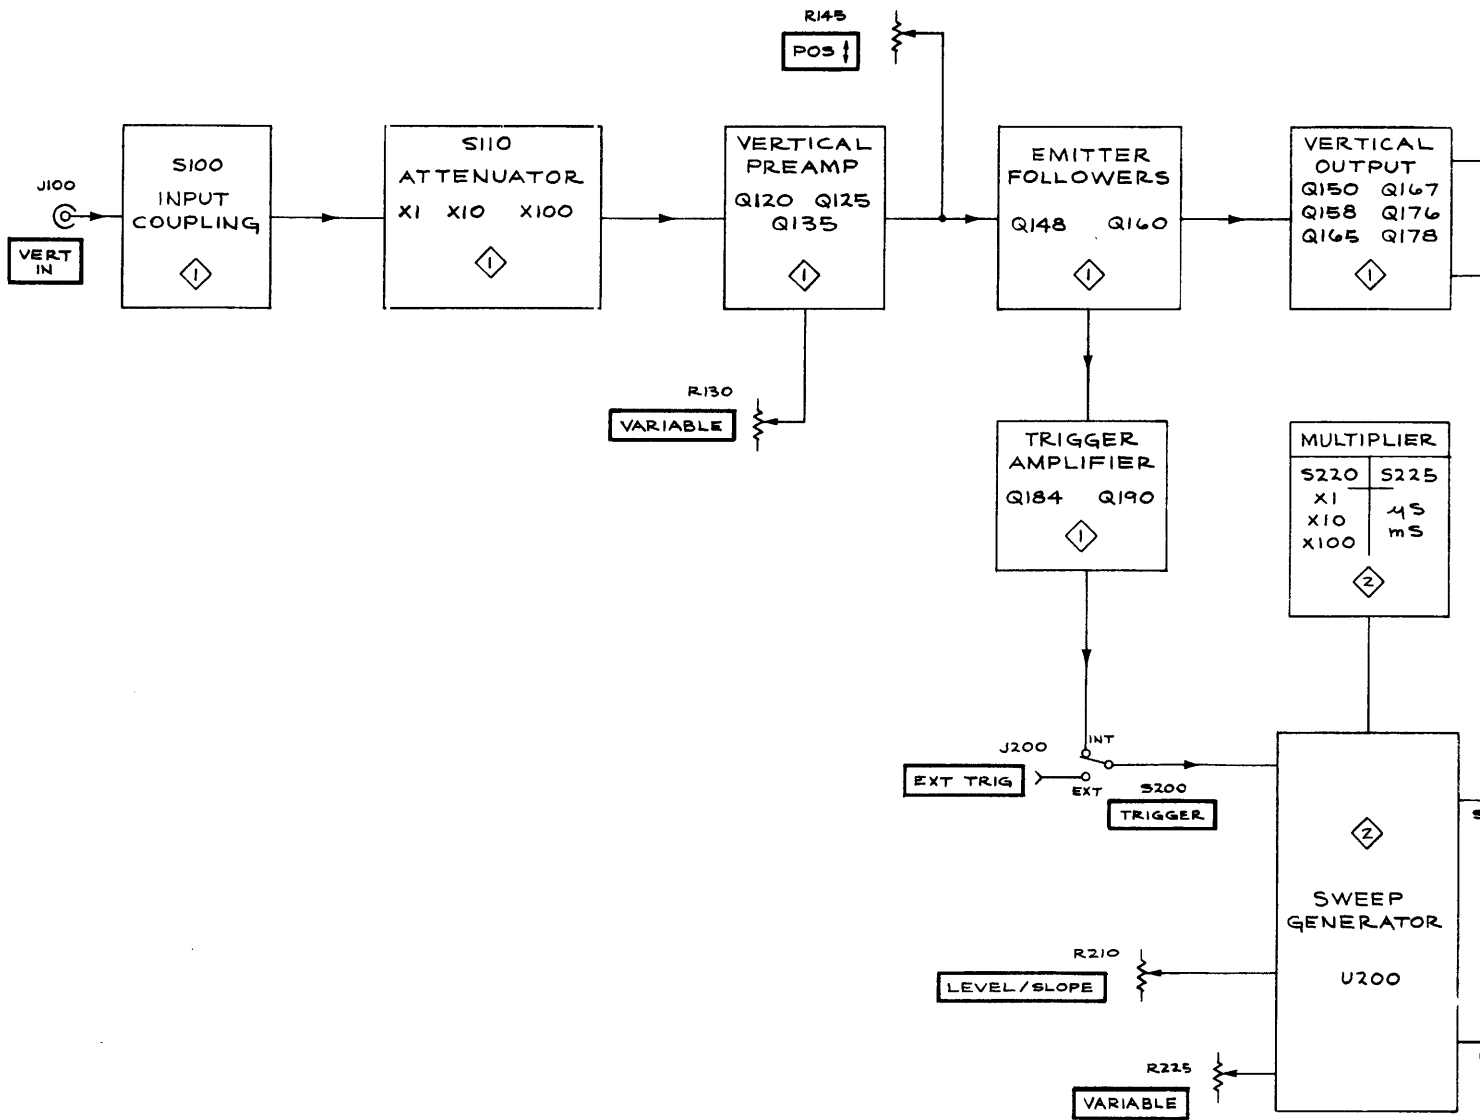 R145
POS ↕
J100
VERT
IN
S100
INPUT
COUPLING
1
S110
ATTENUATOR
X1 X10 X100
1
VERTICAL
PREAMP
Q120 Q125
Q135
1
EMITTER
FOLLOWERS
Q148 Q160
1
VERTICAL
OUTPUT
Q150 Q167
Q158 Q176
Q165 Q178
1
R130
VARIABLE
TRIGGER
AMPLIFIER
Q184 Q190
1
MULTIPLIER
S220 S225
X1
X10
X100
μS
mS
2
J200
INT
EXT TRIG
EXT
S200
TRIGGER
2
SWEEP
GENERATOR
U200
R210
LEVEL/SLOPE
R225
VARIABLE